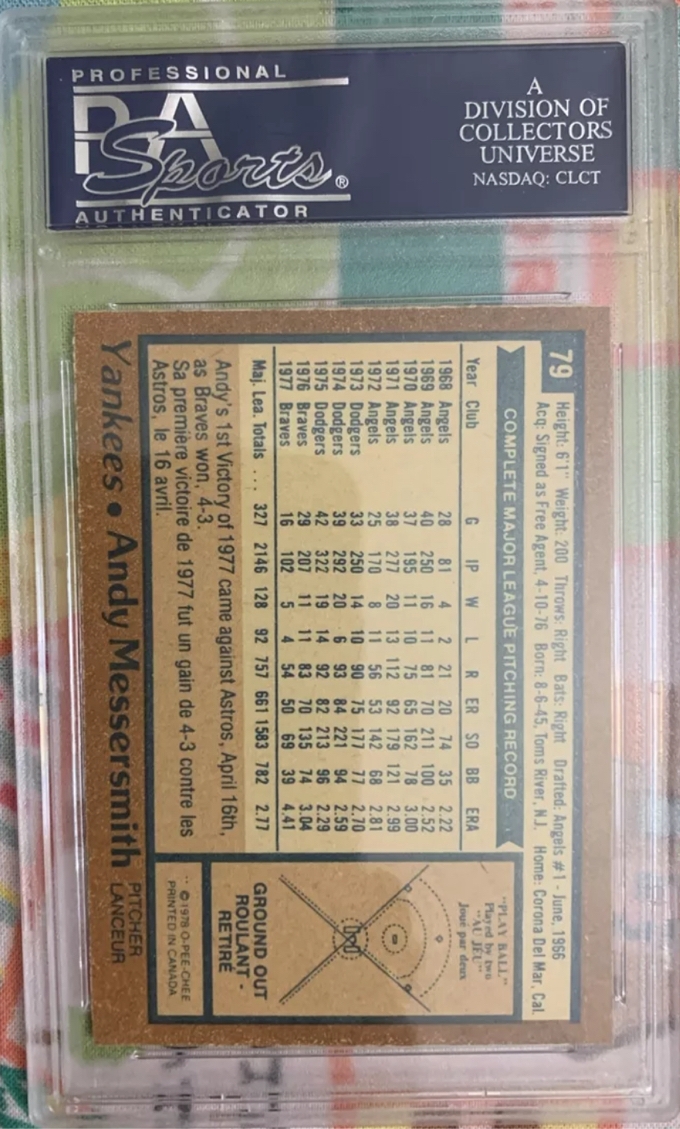 PROFESSIONAL
PSA
Sports®
AUTHENTICATOR
A
DIVISION OF
COLLECTORS
UNIVERSE
NASDAQ: CLCT
79
Height: 6'1" Weight: 200 Throws: Right Bats: Right Drafted: Angels #1 - June, 1966
Acq: Signed as Free Agent, 4-10-76 Born: 8-6-45, Toms River, N.J. Home: Corona Del Mar, Cal.
COMPLETE MAJOR LEAGUE PITCHING RECORD
Year Club G IP W L R ER SO BB ERA
1968 Angels 28 81 4 2 21 20 74 35 2.22
1969 Angels 40 250 16 11 81 70 211 100 2.52
1970 Angels 37 195 11 10 75 65 162 78 3.00
1971 Angels 38 277 20 13 112 92 179 121 2.99
1972 Angels 25 170 8 11 56 53 142 68 2.81
1973 Dodgers 33 250 14 10 90 75 177 77 2.70
1974 Dodgers 39 292 20 6 93 84 221 94 2.59
1975 Dodgers 42 322 19 14 92 82 213 96 2.29
1976 Braves 29 207 11 11 83 70 135 74 3.04
1977 Braves 16 102 5 4 54 50 69 39 4.41
Maj. Lea. Totals ... 327 2146 128 92 757 661 1583 782 2.77
Andy's 1st Victory of 1977 came against Astros, April 16th,
as Braves won, 4-3.
Sa première victoire de 1977 fut un gain de 4-3 contre les
Astros, le 16 avril.
"PLAY BALL"
Played by two
"AU JEU"
Joué par deux
GROUND OUT
ROULANT -
RETIRÉ
© 1978 O-PEE-CHEE
PRINTED IN CANADA
Yankees • Andy Messersmith
PITCHER
LANCEUR